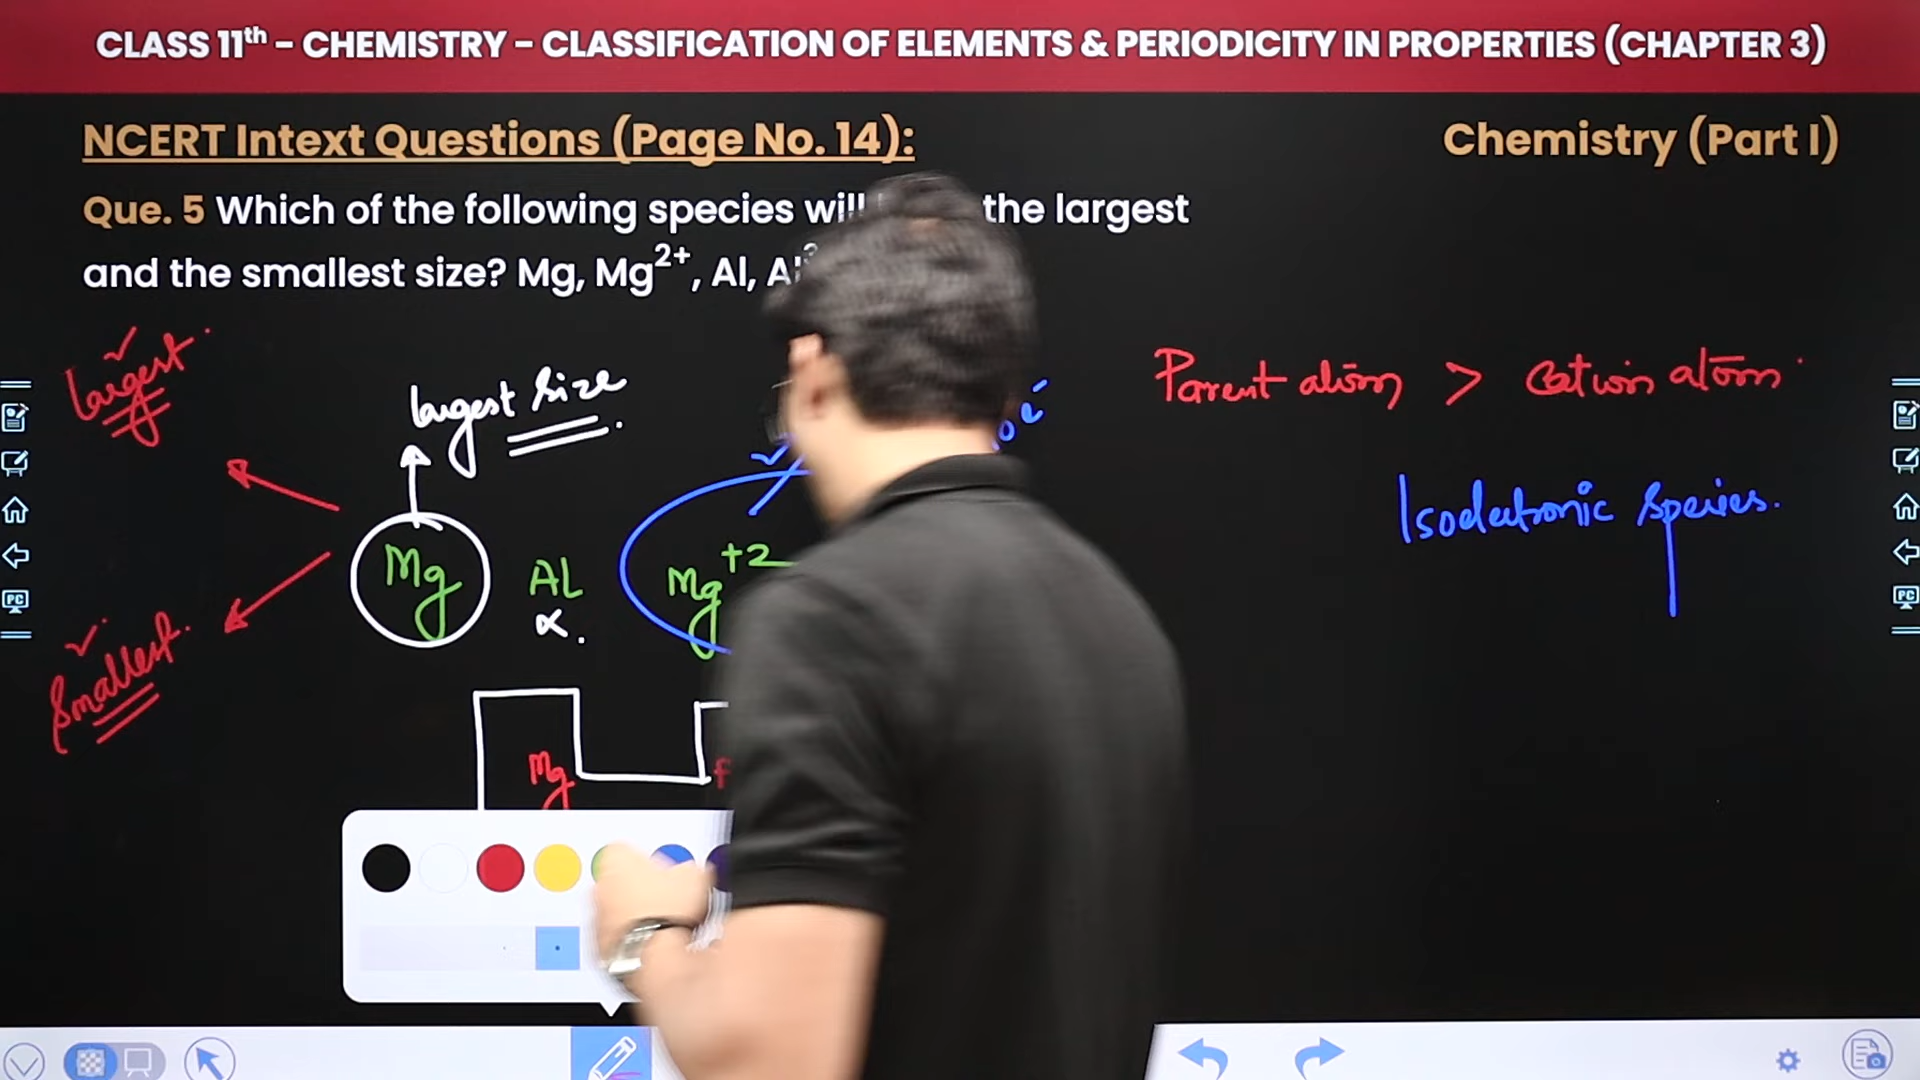 CLASS 11th – CHEMISTRY – CLASSIFICATION OF ELEMENTS & PERIODICITY IN PROPERTIES (CHAPTER 3)
NCERT Intext Questions (Page No. 14):
Chemistry (Part I)
Que. 5 Which of the following species will the largest
and the smallest size? Mg, Mg2+, Al,
largest
largest size
Parent atom > cation atom
Isoelectronic species.
Mg
Al
Mg+2
Smallest.
Mg
PC
PC